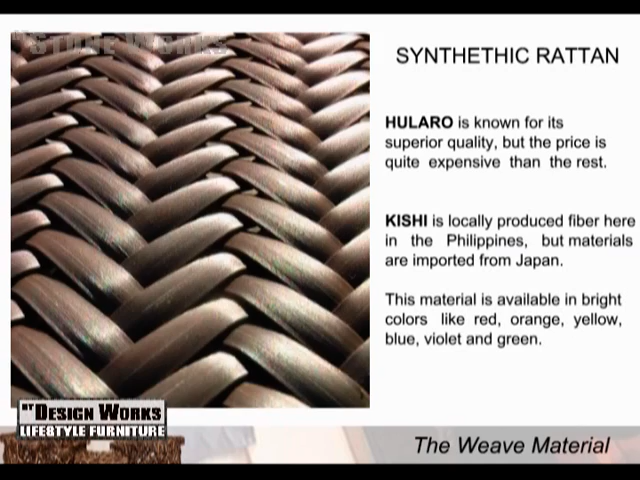 STONE WORKS
SYNTHETHIC RATTAN
HULARO is known for its
superior quality, but the price is
quite expensive than the rest.
KISHI is locally produced fiber here
in the Philippines, but materials
are imported from Japan.
This material is available in bright
colors like red, orange, yellow,
blue, violet and green.
DESIGN WORKS
LIFESTYLE FURNITURE
The Weave Material